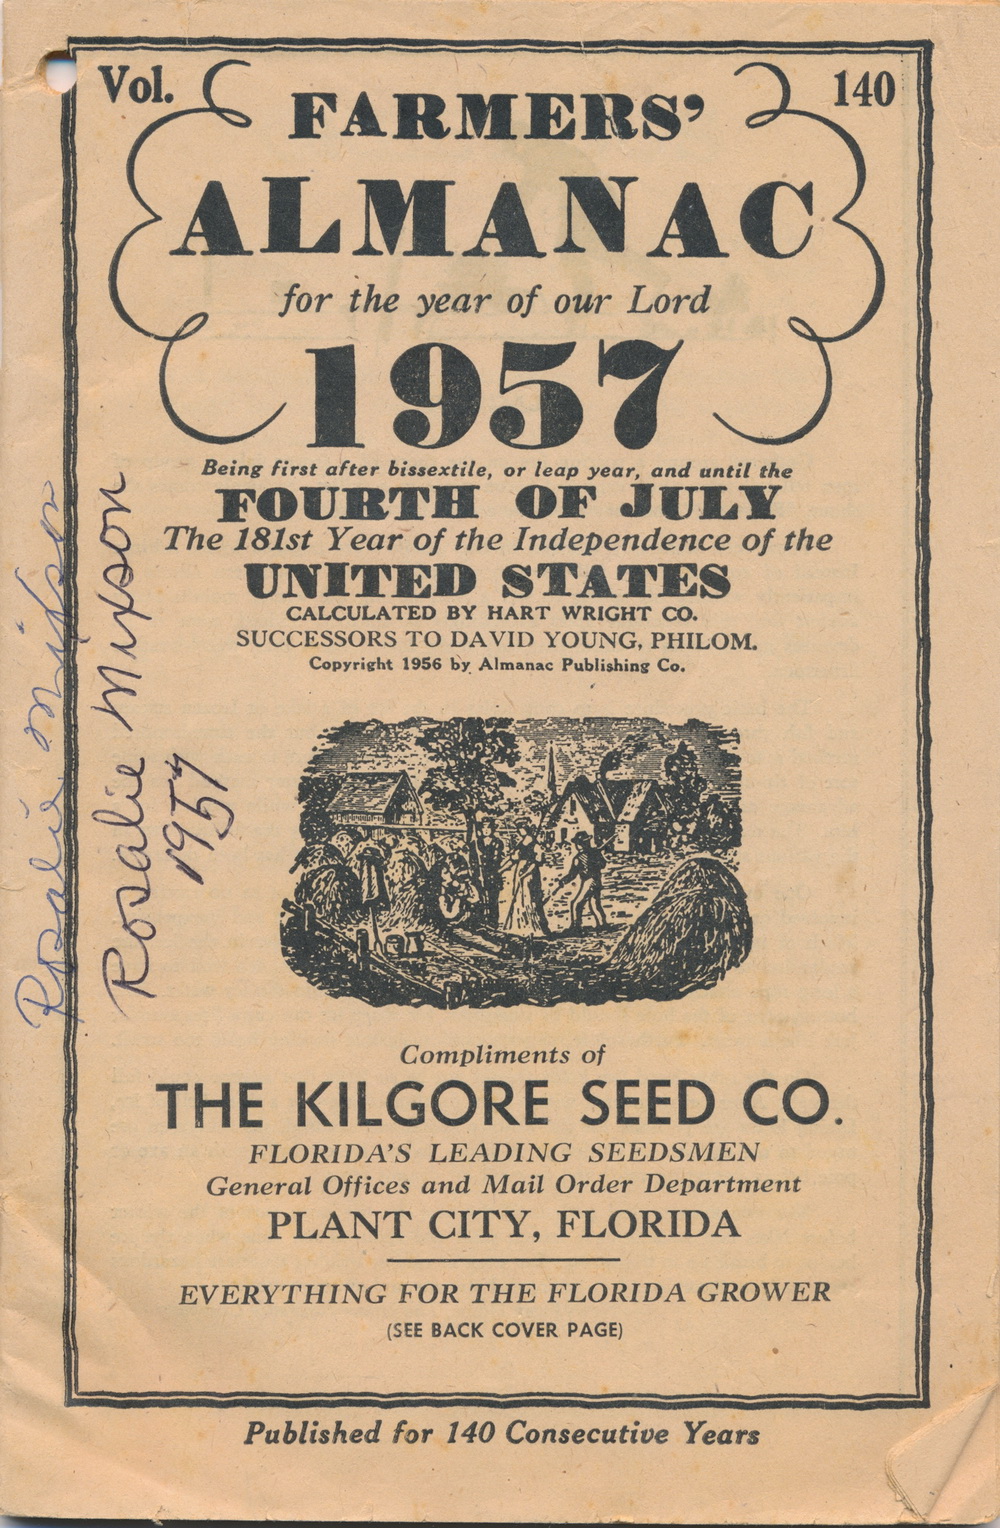 Vol. 140
FARMERS'
ALMANAC
for the year of our Lord
1957
Being first after bissextile, or leap year, and until the
FOURTH OF JULY
The 181st Year of the Independence of the
UNITED STATES
CALCULATED BY HART WRIGHT CO.
SUCCESSORS TO DAVID YOUNG, PHILOM.
Copyright 1956 by Almanac Publishing Co.
Rosalie Mixson
Rosalie Mixson
1957
Compliments of
THE KILGORE SEED CO.
FLORIDA'S LEADING SEEDSMEN
General Offices and Mail Order Department
PLANT CITY, FLORIDA
EVERYTHING FOR THE FLORIDA GROWER
(SEE BACK COVER PAGE)
Published for 140 Consecutive Years